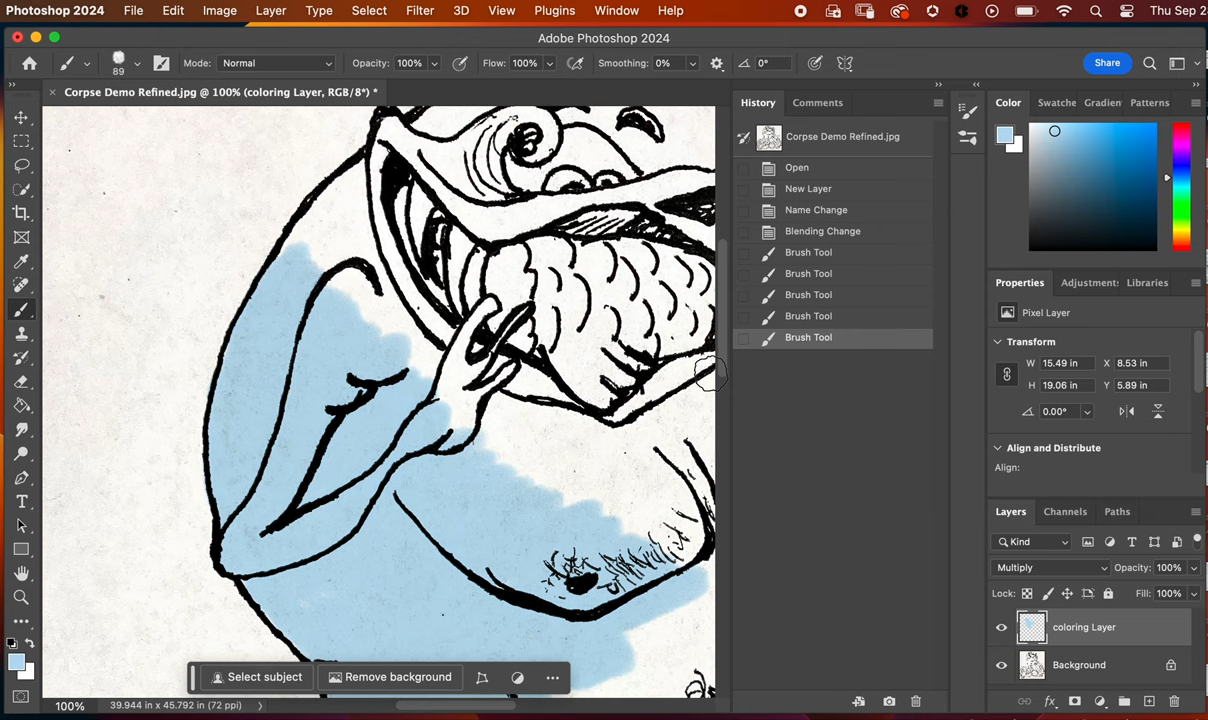 Photoshop 2024 File Edit Image Layer Type Select Filter 3D View Plugins Window Help Thu Sep 2
Adobe Photoshop 2024
89 Mode: Normal Opacity: 100% Flow: 100% Smoothing: 0% 0° Share
Corpse Demo Refined.jpg @ 100% (coloring Layer, RGB/8*) *
History Comments
Corpse Demo Refined.jpg
Open
New Layer
Name Change
Blending Change
Brush Tool
Brush Tool
Brush Tool
Brush Tool
Brush Tool
Color Swatche Gradien Patterns
Properties Adjustment Libraries
Pixel Layer
Transform
W 15.49 in X 8.53 in
H 19.06 in Y 5.89 in
0.00°
Align and Distribute
Align:
Layers Channels Paths
Kind
Multiply Opacity: 100%
Lock: Fill: 100%
coloring Layer
Background
Select subject Remove background
100% 39.944 in x 45.792 in (72 ppi)